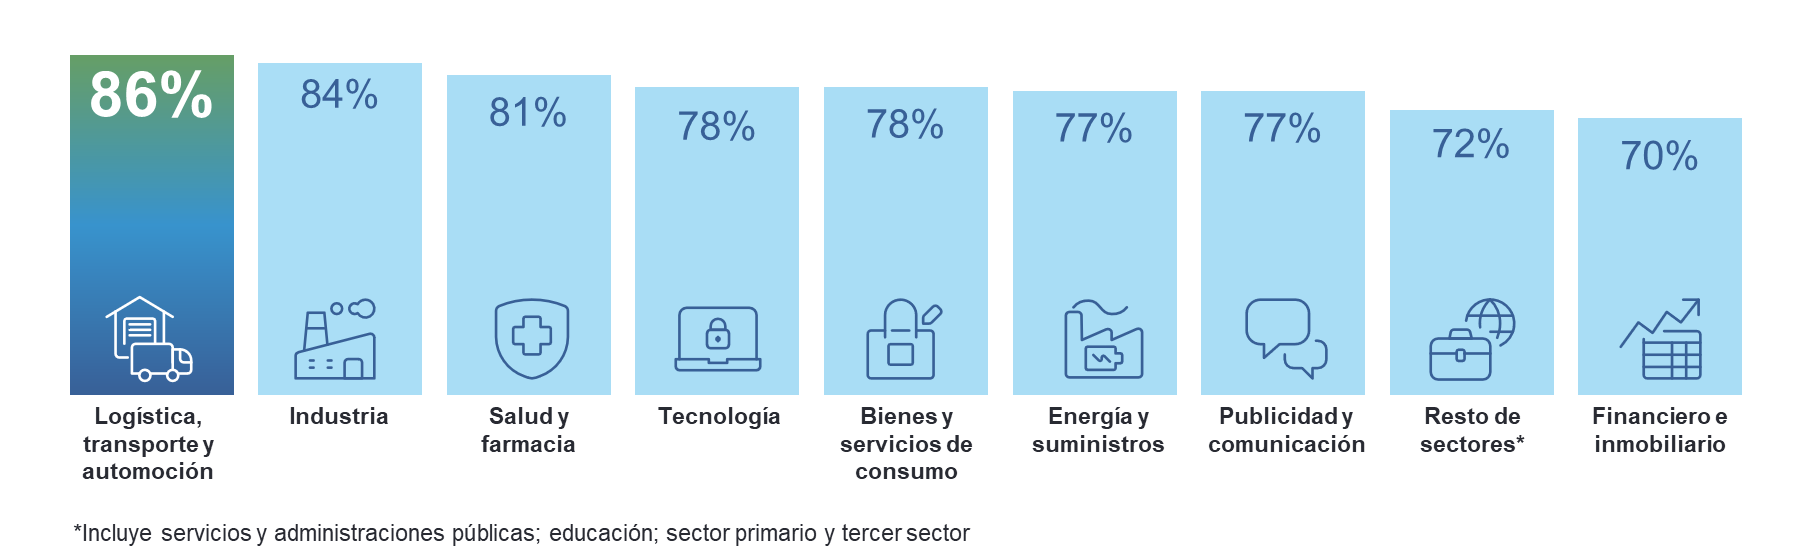 86%
84%
81%
78%
78%
77%
77%
72%
70%
Logística,
transporte y
automoción
Industria
Salud y
farmacia
Tecnología
Bienes y
servicios de
consumo
Energía y
suministros
Publicidad y
comunicación
Resto de
sectores*
Financiero e
inmobiliario
*Incluye servicios y administraciones públicas; educación; sector primario y tercer sector